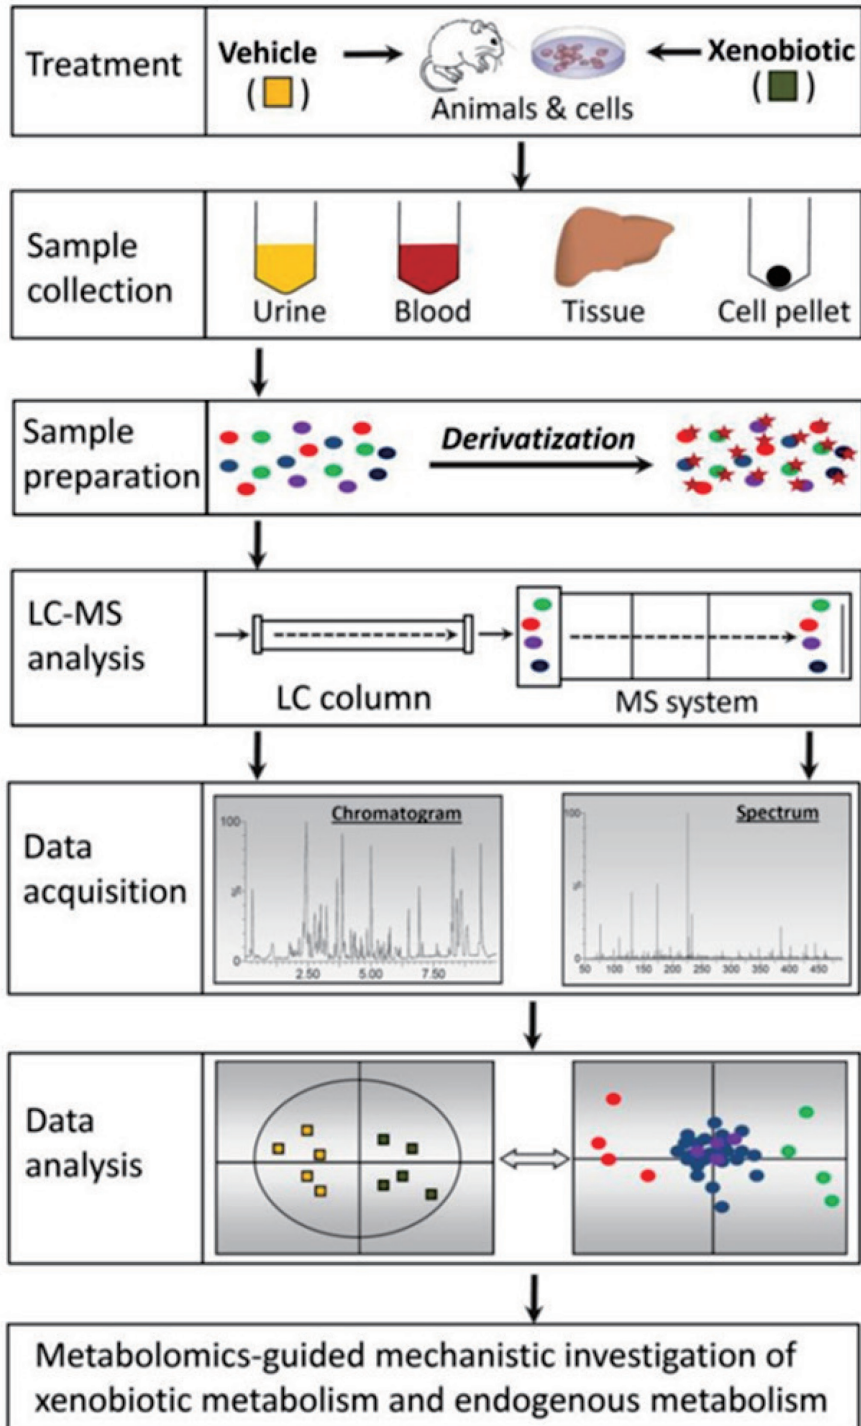 Treatment
Vehicle
( )
Animals & cells
Xenobiotic
( )
Sample
collection
Urine
Blood
Tissue
Cell pellet
Sample
preparation
Derivatization
LC-MS
analysis
LC column
MS system
Data
acquisition
Chromatogram
100
%
0
2.50
5.00
7.50
Spectrum
100
%
0
50
100
150
200
250
300
350
400
450
Data
analysis
Metabolomics-guided mechanistic investigation of
xenobiotic metabolism and endogenous metabolism